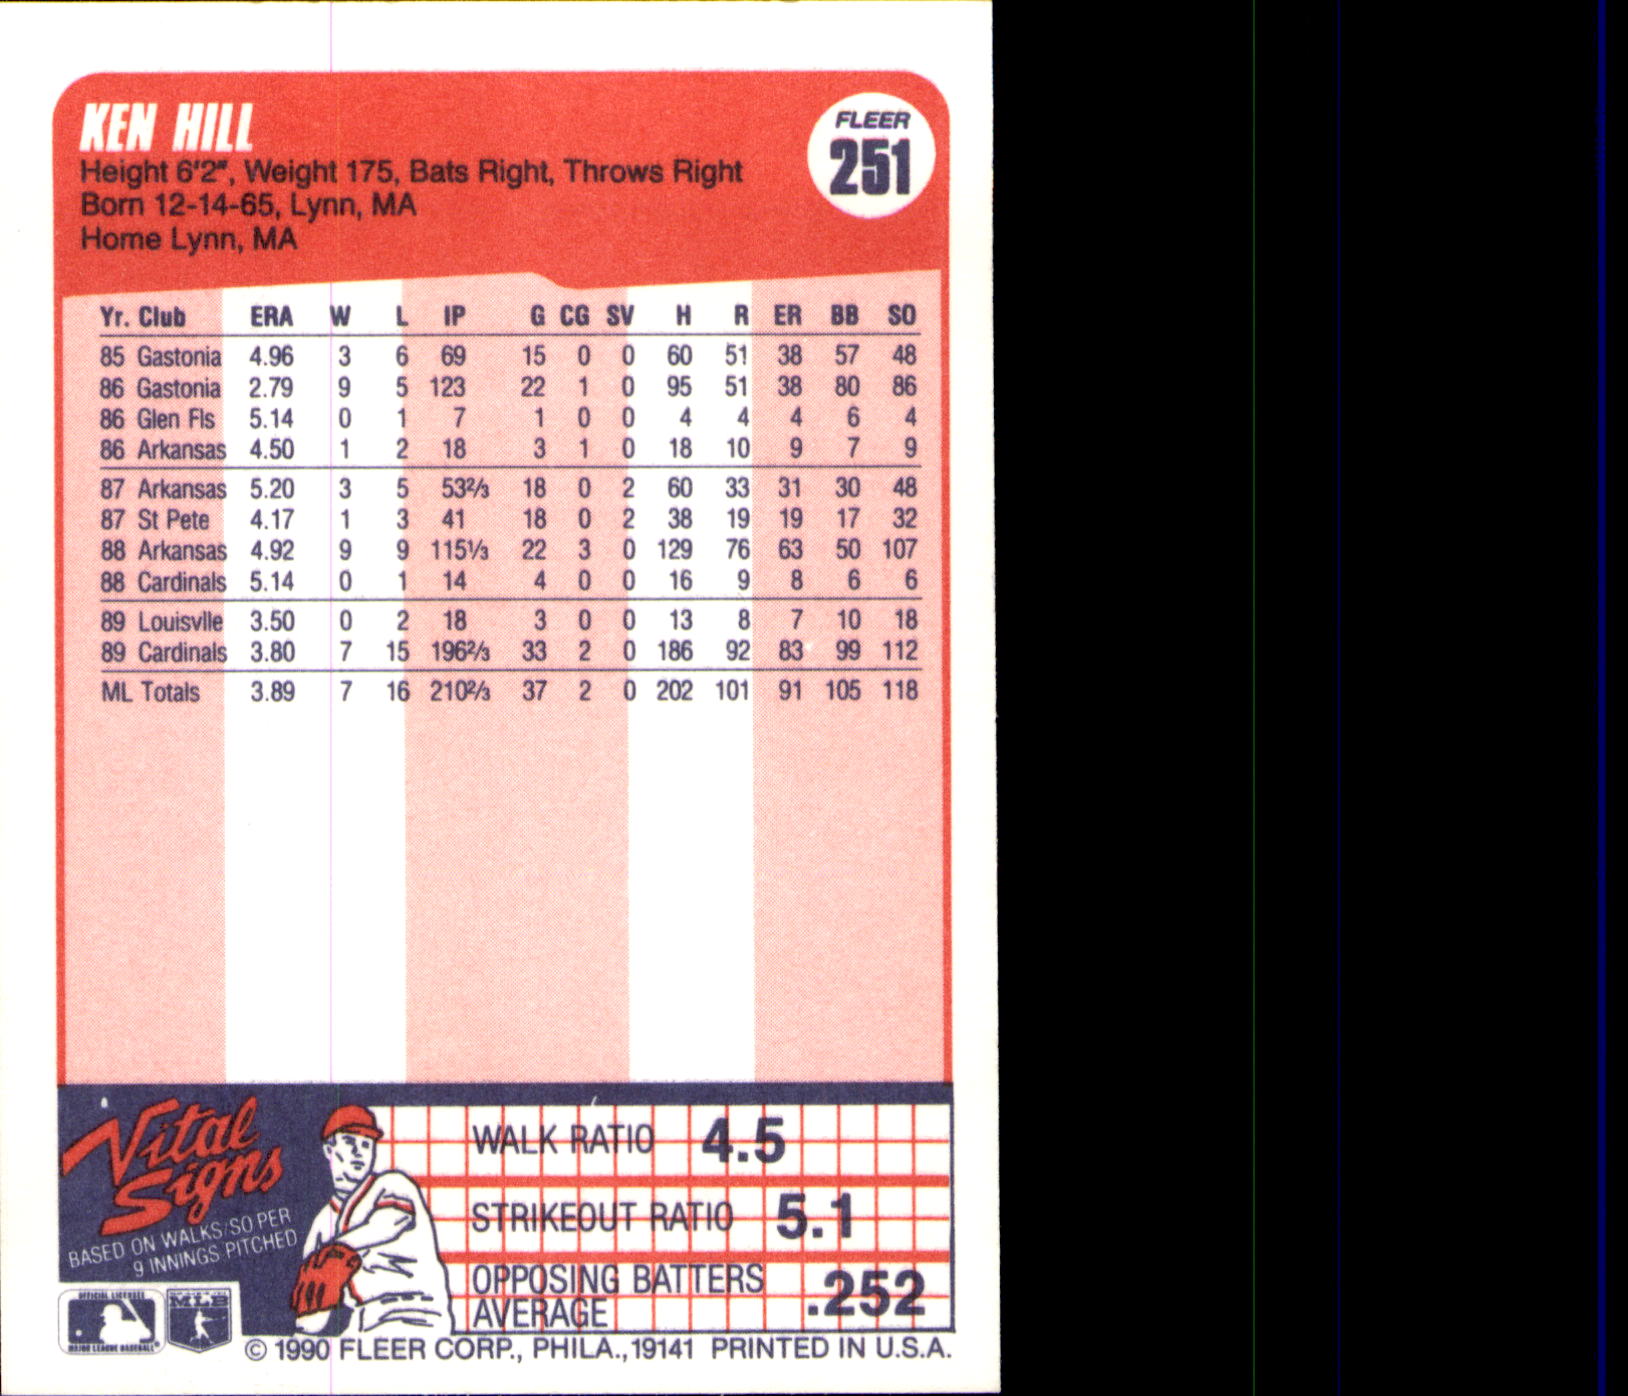 KEN HILL
FLEER
251
Height 6'2", Weight 175, Bats Right, Throws Right
Born 12-14-65, Lynn, MA
Home Lynn, MA
Yr. Club ERA W L IP G CG SV H R ER BB SO
85 Gastonia 4.96 3 6 69 15 0 0 60 51 38 57 48
86 Gastonia 2.79 9 5 123 22 1 0 95 51 38 80 86
86 Glen Fls 5.14 0 1 7 1 0 0 4 4 4 6 4
86 Arkansas 4.50 1 2 18 3 1 0 18 10 9 7 9
87 Arkansas 5.20 3 5 53⅔ 18 0 2 60 33 31 30 48
87 St Pete 4.17 1 3 41 18 0 2 38 19 19 17 32
88 Arkansas 4.92 9 9 115⅓ 22 3 0 129 76 63 50 107
88 Cardinals 5.14 0 1 14 4 0 0 16 9 8 6 6
89 Louisvlle 3.50 0 2 18 3 0 0 13 8 7 10 18
89 Cardinals 3.80 7 15 196⅔ 33 2 0 186 92 83 99 112
ML Totals 3.89 7 16 210⅔ 37 2 0 202 101 91 105 118
Vital
Signs
BASED ON WALKS/SO PER
9 INNINGS PITCHED
WALK RATIO 4.5
STRIKEOUT RATIO 5.1
OPPOSING BATTERS
AVERAGE .252
OFFICIAL LICENSEE
MAJOR LEAGUE BASEBALL
MLB
© 1990 FLEER CORP., PHILA., 19141 PRINTED IN U.S.A.